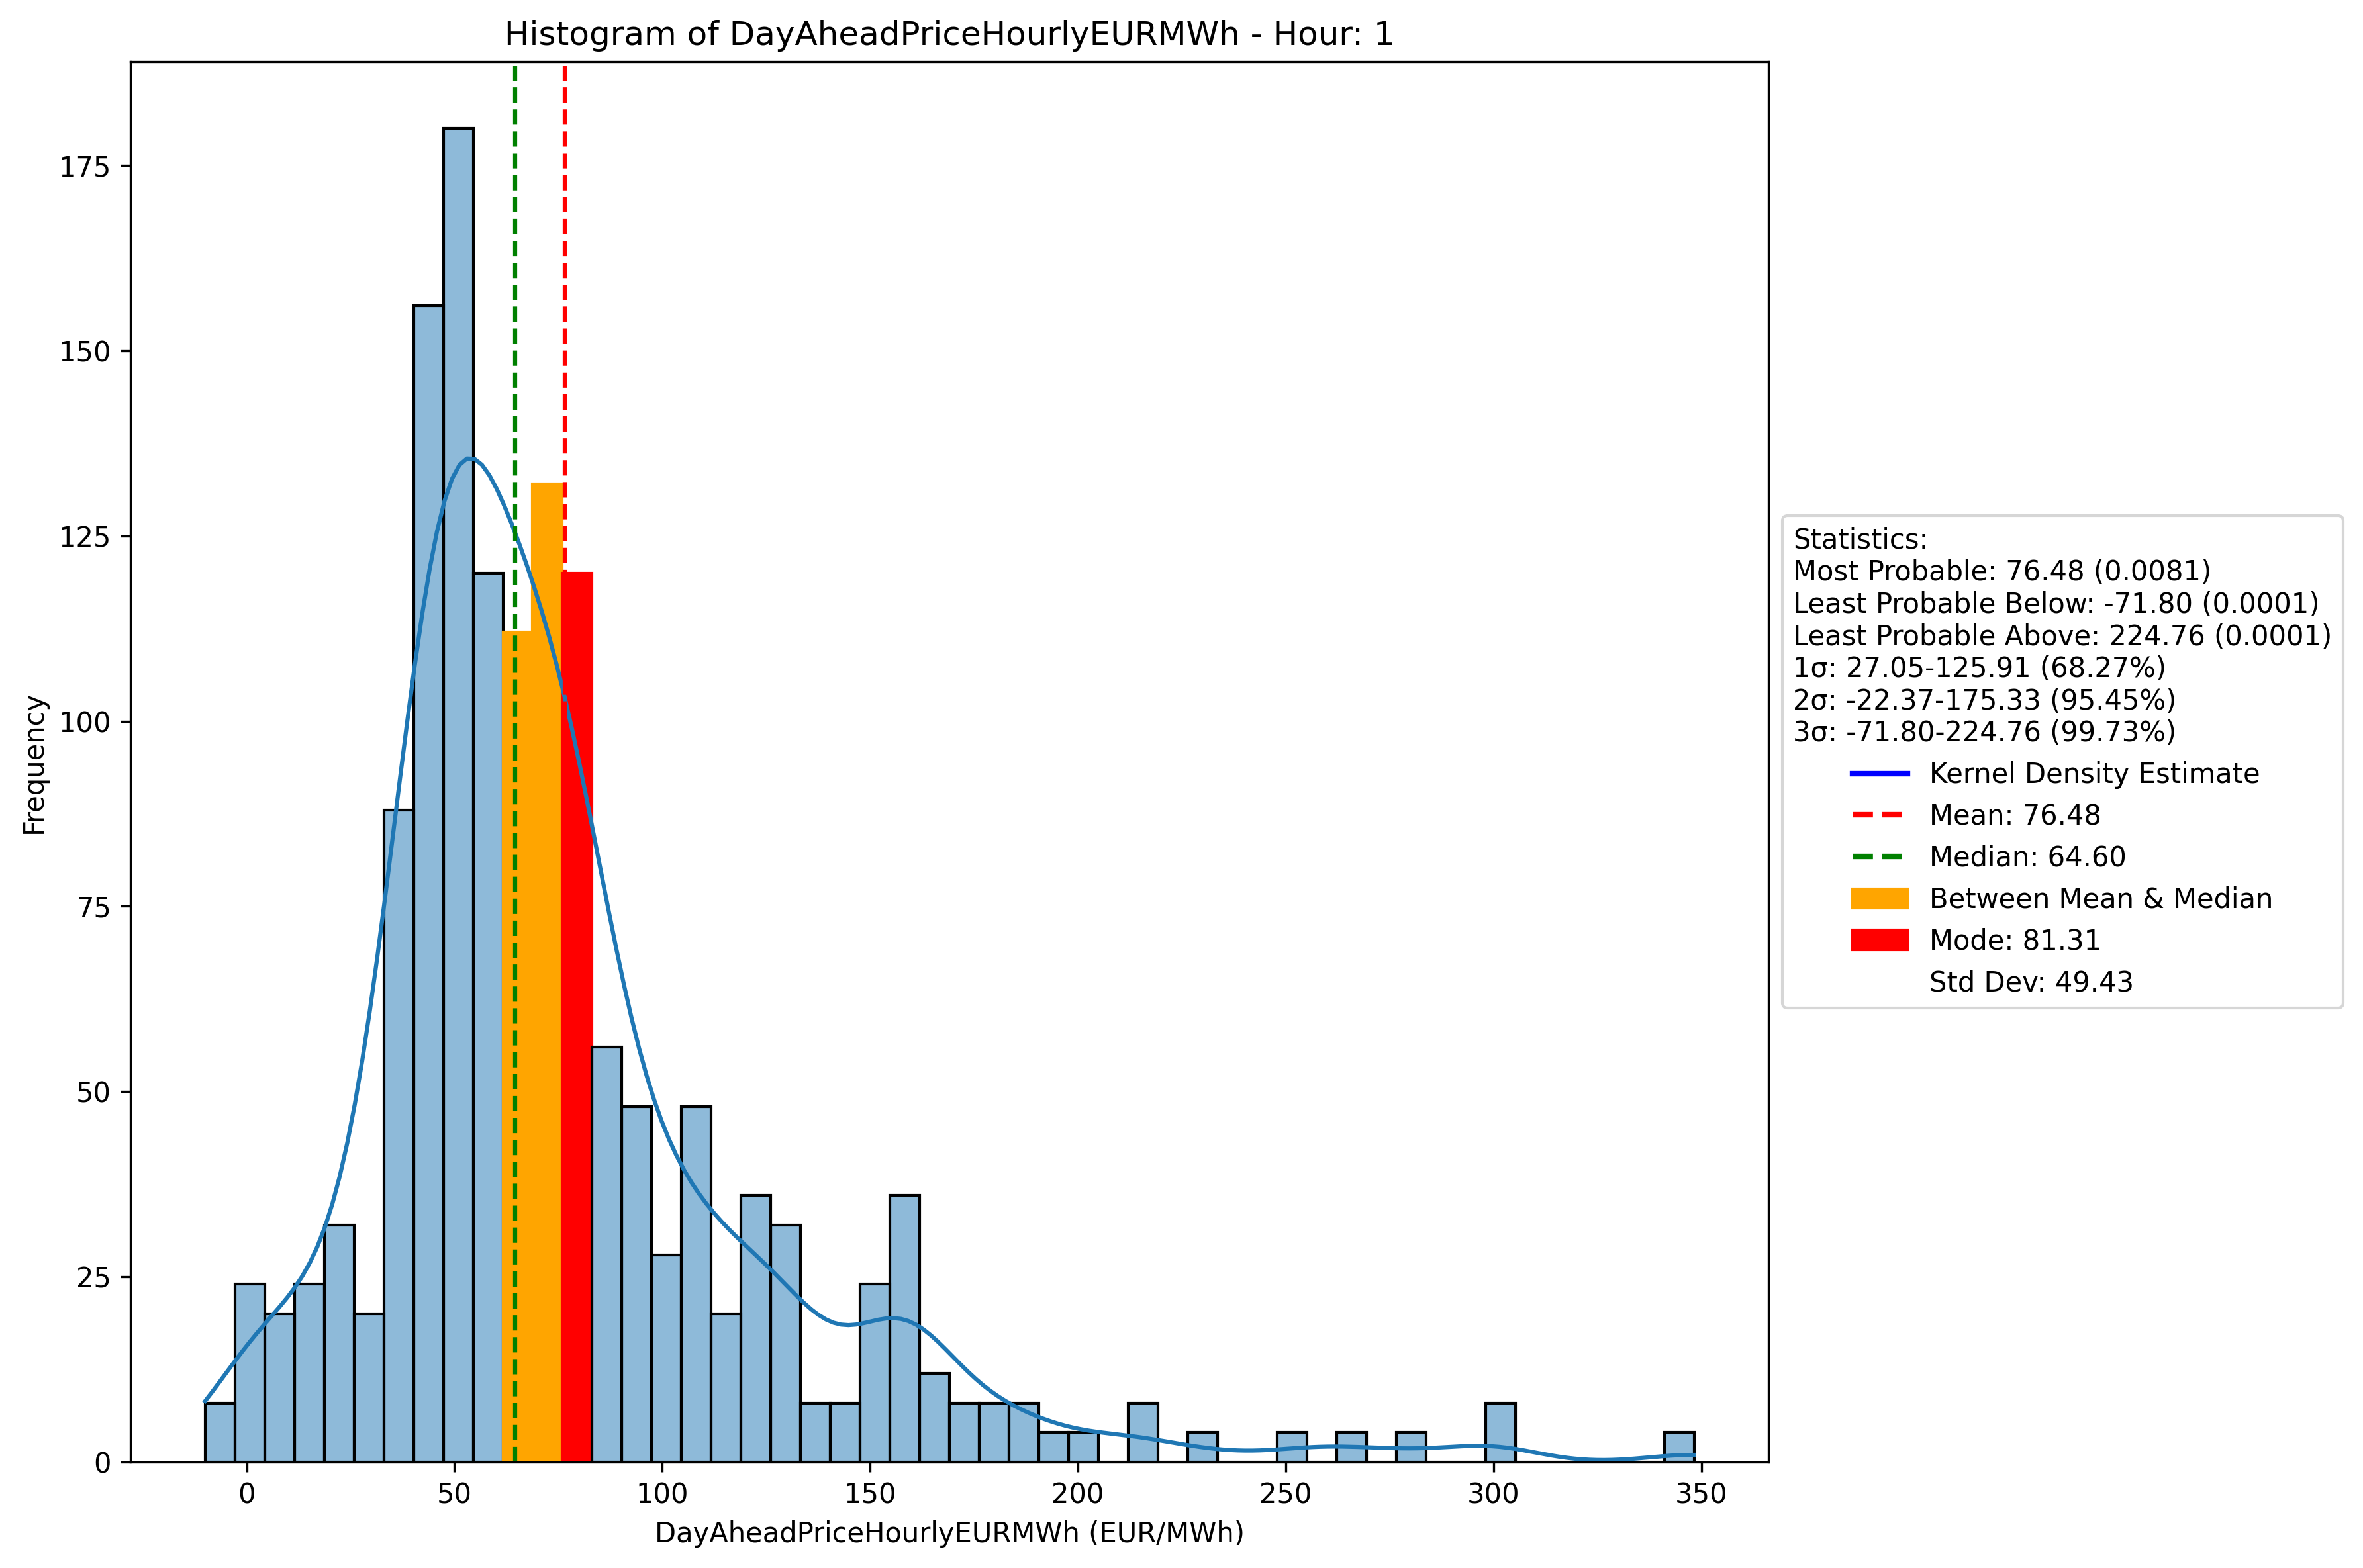 Histogram of DayAheadPriceHourlyEURMWh - Hour: 1
Frequency
175
150
125
100
75
50
25
0
0 50 100 150 200 250 300 350
DayAheadPriceHourlyEURMWh (EUR/MWh)
Statistics:
Most Probable: 76.48 (0.0081)
Least Probable Below: -71.80 (0.0001)
Least Probable Above: 224.76 (0.0001)
1σ: 27.05-125.91 (68.27%)
2σ: -22.37-175.33 (95.45%)
3σ: -71.80-224.76 (99.73%)
Kernel Density Estimate
Mean: 76.48
Median: 64.60
Between Mean & Median
Mode: 81.31
Std Dev: 49.43